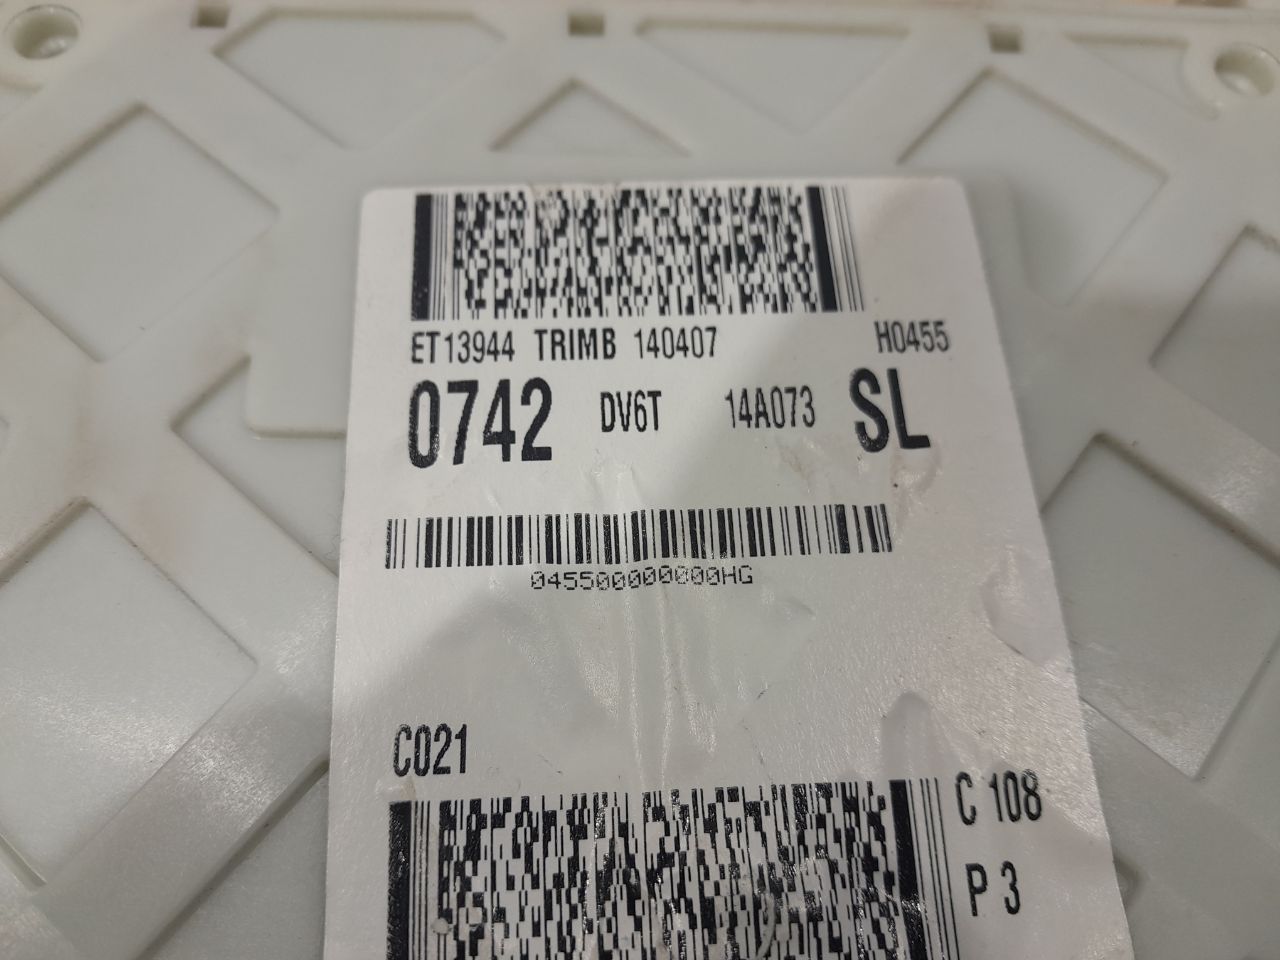 ET13944 TRIMB 140407 H0455
0742 DV6T 14A073 SL
045500000000HG
C021
C 108
P 3